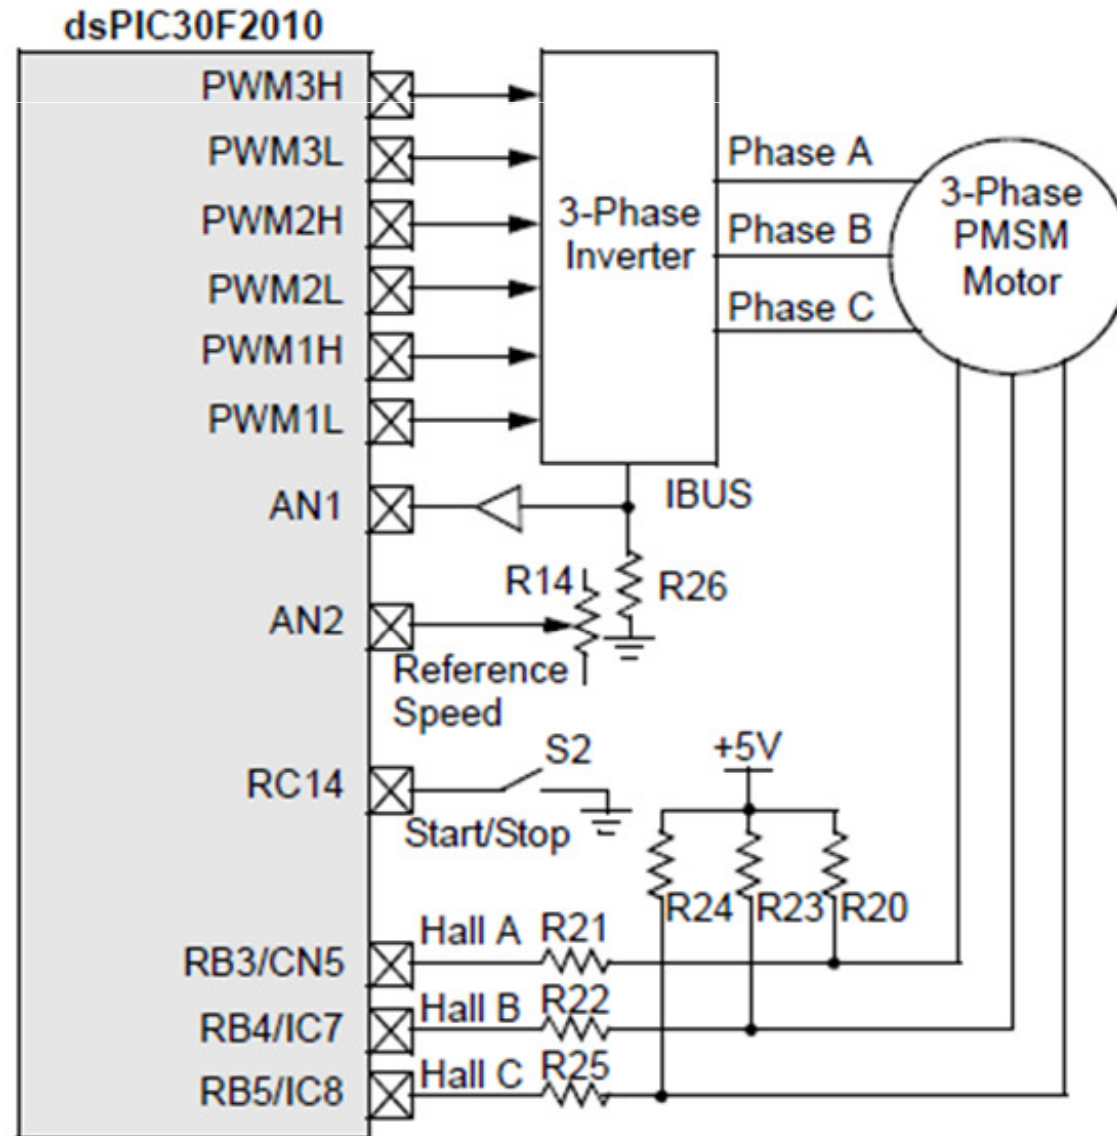 dsPIC30F2010
PWM3H
PWM3L
PWM2H
PWM2L
PWM1H
PWM1L
AN1
AN2
RC14
RB3/CN5
RB4/IC7
RB5/IC8
3-Phase
Inverter
Phase A
Phase B
Phase C
3-Phase
PMSM
Motor
IBUS
R14
R26
Reference
Speed
S2
Start/Stop
+5V
R24
R23
R20
Hall A
R21
Hall B
R22
Hall C
R25